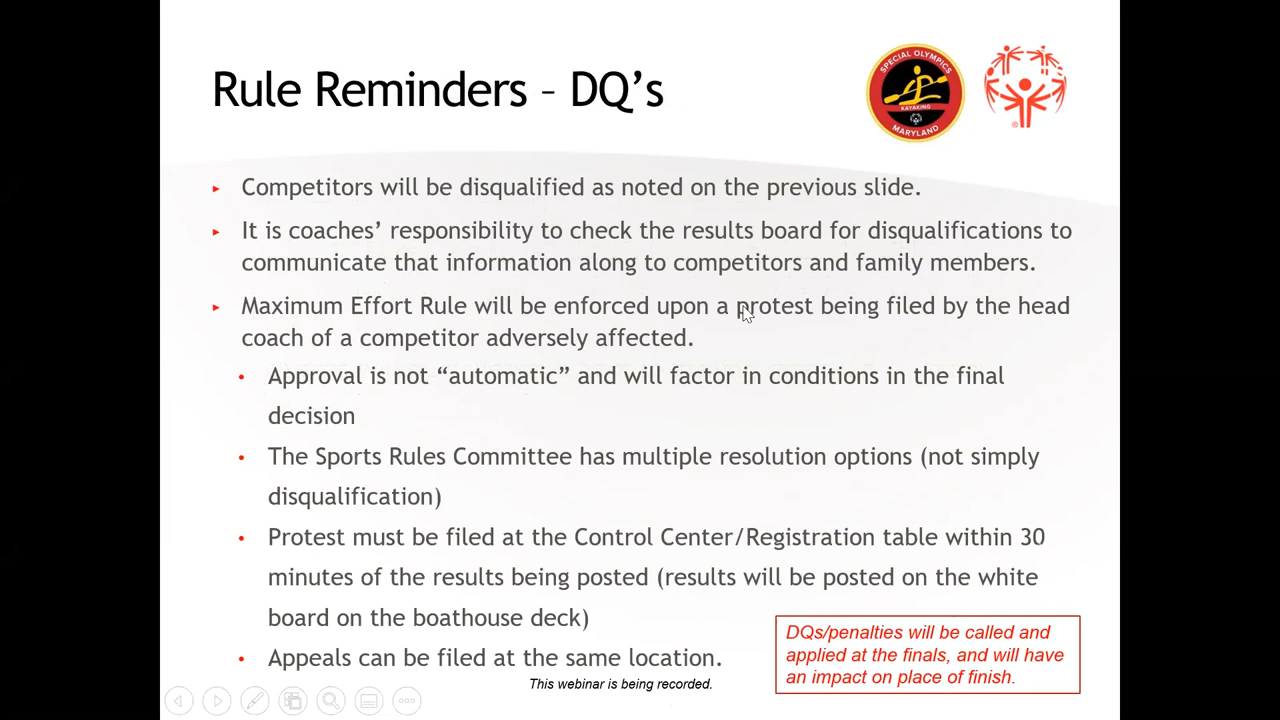 Rule Reminders – DQ’s
SPECIAL OLYMPICS
KAYAKING
MARYLAND
Competitors will be disqualified as noted on the previous slide.
It is coaches’ responsibility to check the results board for disqualifications to
communicate that information along to competitors and family members.
Maximum Effort Rule will be enforced upon a protest being filed by the head
coach of a competitor adversely affected.
Approval is not “automatic” and will factor in conditions in the final
decision
The Sports Rules Committee has multiple resolution options (not simply
disqualification)
Protest must be filed at the Control Center/Registration table within 30
minutes of the results being posted (results will be posted on the white
board on the boathouse deck)
Appeals can be filed at the same location.
DQs/penalties will be called and
applied at the finals, and will have
an impact on place of finish.
This webinar is being recorded.